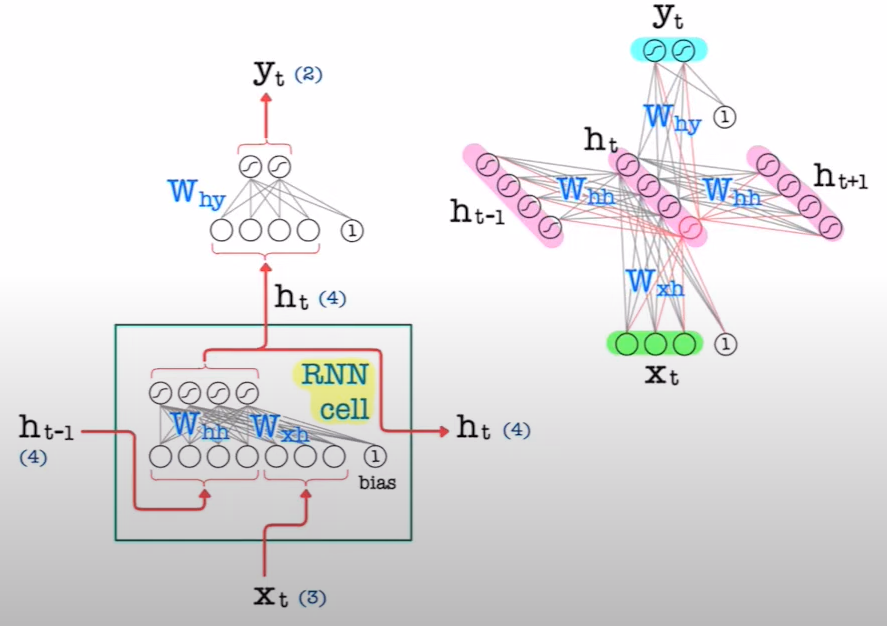 yt (2)
Why
1
ht (4)
RNN
cell
ht-1
(4)
Whh
Wxh
1
bias
ht (4)
xt (3)
yt
Why
1
ht
ht-1
Whh
Whh
ht+1
Wxh
1
xt